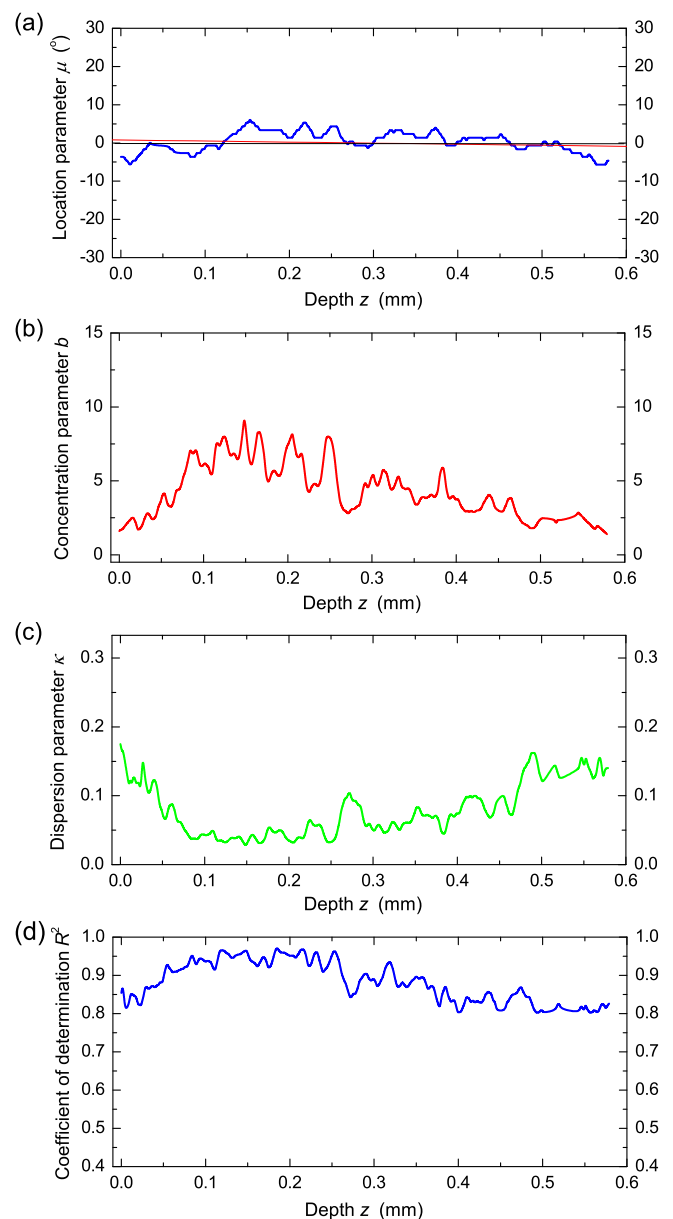 (a)
Location parameter μ (°)
30 30
20 20
10 10
0 0
-10 -10
-20 -20
-30 -30
0.0 0.1 0.2 0.3 0.4 0.5 0.6
Depth z (mm)
(b)
Concentration parameter b
15 15
10 10
5 5
0 0
0.0 0.1 0.2 0.3 0.4 0.5 0.6
Depth z (mm)
(c)
Dispersion parameter κ
0.3 0.3
0.2 0.2
0.1 0.1
0.0 0.0
0.0 0.1 0.2 0.3 0.4 0.5 0.6
Depth z (mm)
(d)
Coefficient of determination R²
1.0 1.0
0.9 0.9
0.8 0.8
0.7 0.7
0.6 0.6
0.5 0.5
0.4 0.4
0.0 0.1 0.2 0.3 0.4 0.5 0.6
Depth z (mm)